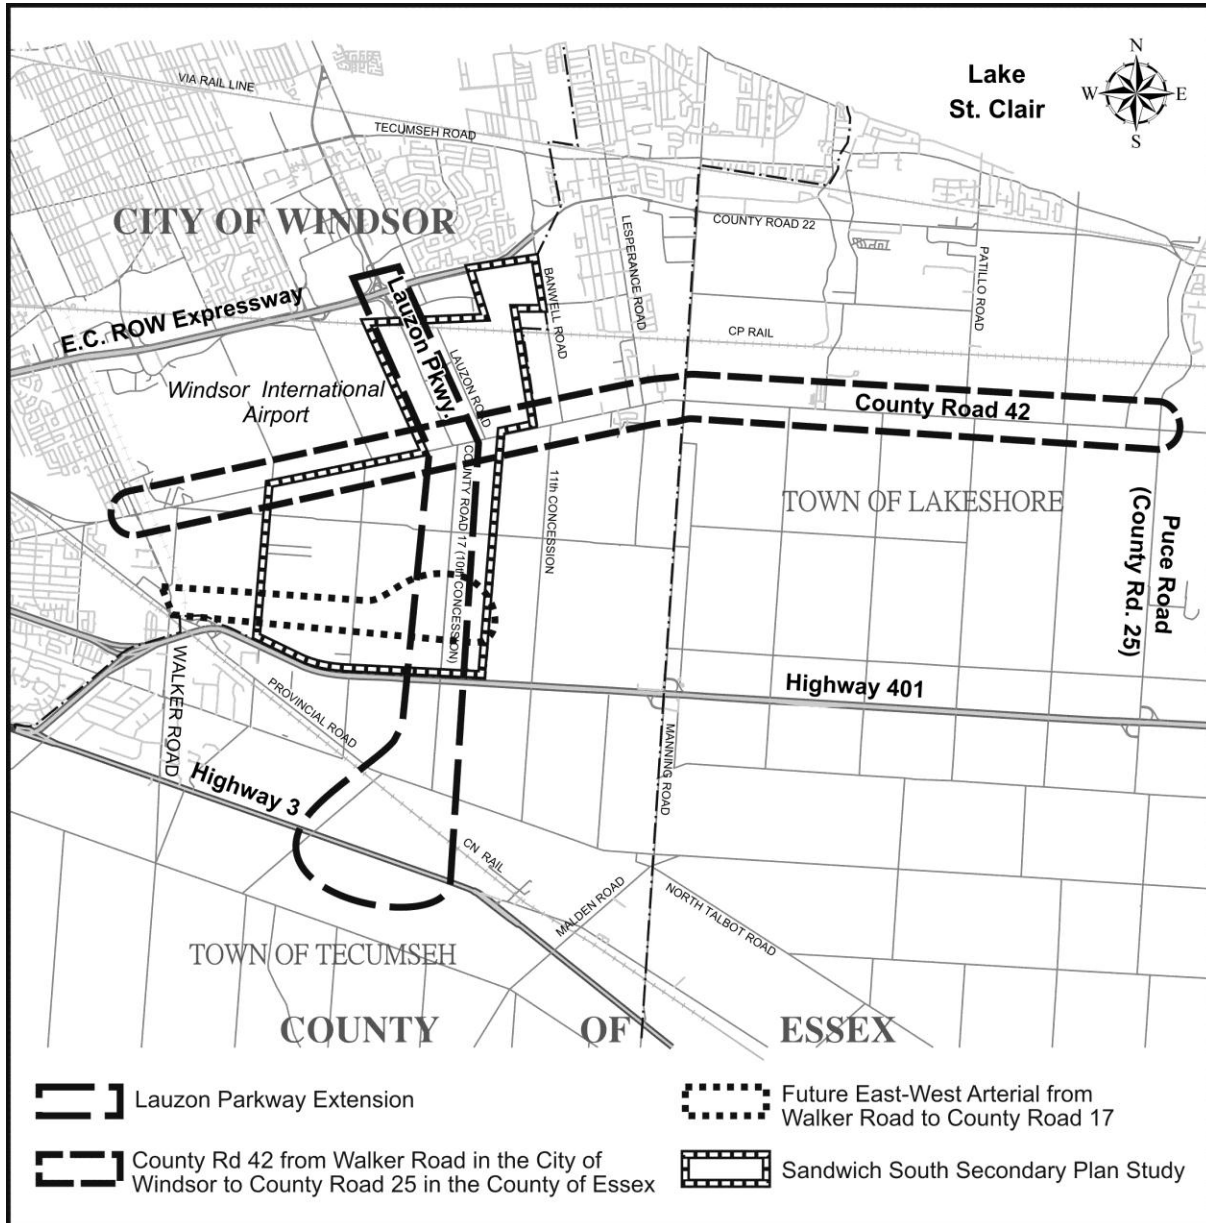 Lake
St. Clair
N
W
E
S
VIA RAIL LINE
TECUMSEH ROAD
CITY OF WINDSOR
COUNTY ROAD 22
LESPERANCE ROAD
PATILLO ROAD
BANWELL ROAD
E.C. ROW Expressway
Lauzon Pkwy.
LAUZON ROAD
CP RAIL
Windsor International
Airport
County Road 42
COUNTY ROAD 17 (10th CONCESSION)
11th CONCESSION
TOWN OF LAKESHORE
Puce Road
(County Rd. 25)
WALKER ROAD
PROVINCIAL ROAD
Highway 401
MANNING ROAD
Highway 3
CN RAIL
MALDEN ROAD
NORTH TALBOT ROAD
TOWN OF TECUMSEH
COUNTY OF ESSEX
Lauzon Parkway Extension
County Rd 42 from Walker Road in the City of
Windsor to County Road 25 in the County of Essex
Future East-West Arterial from
Walker Road to County Road 17
Sandwich South Secondary Plan Study